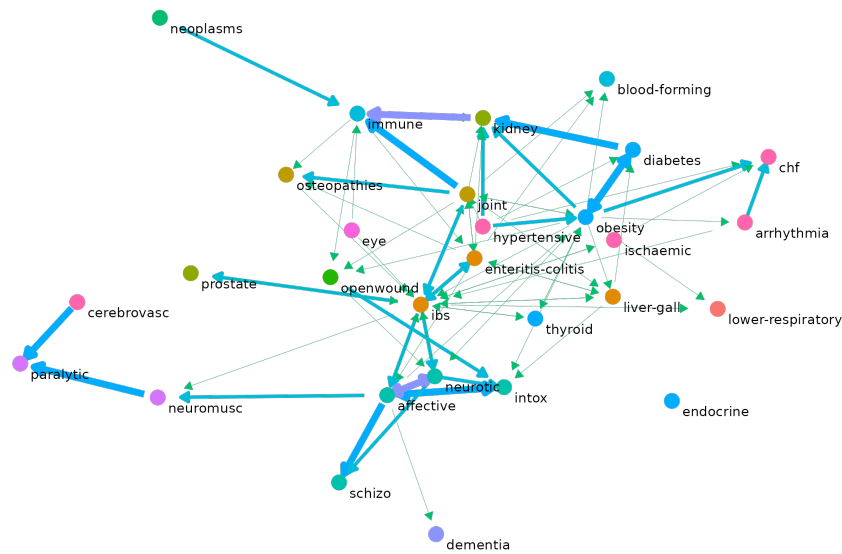 neoplasms
blood-forming
immune
kidney
diabetes
chf
osteopathies
joint
obesity
arrhythmia
eye
hypertensive
ischaemic
enteritis-colitis
prostate
openwound
cerebrovasc
ibs
liver-gall
lower-respiratory
thyroid
paralytic
neurotic
intox
neuromusc
affective
endocrine
schizo
dementia